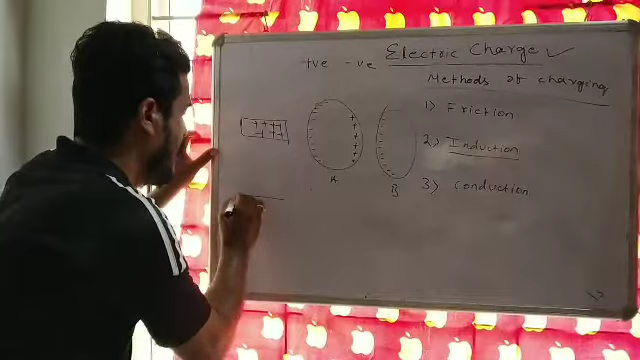 +ve -ve Electric Charge ✓
Methods of charging
1) Friction
2) Induction
3) Conduction
A
B